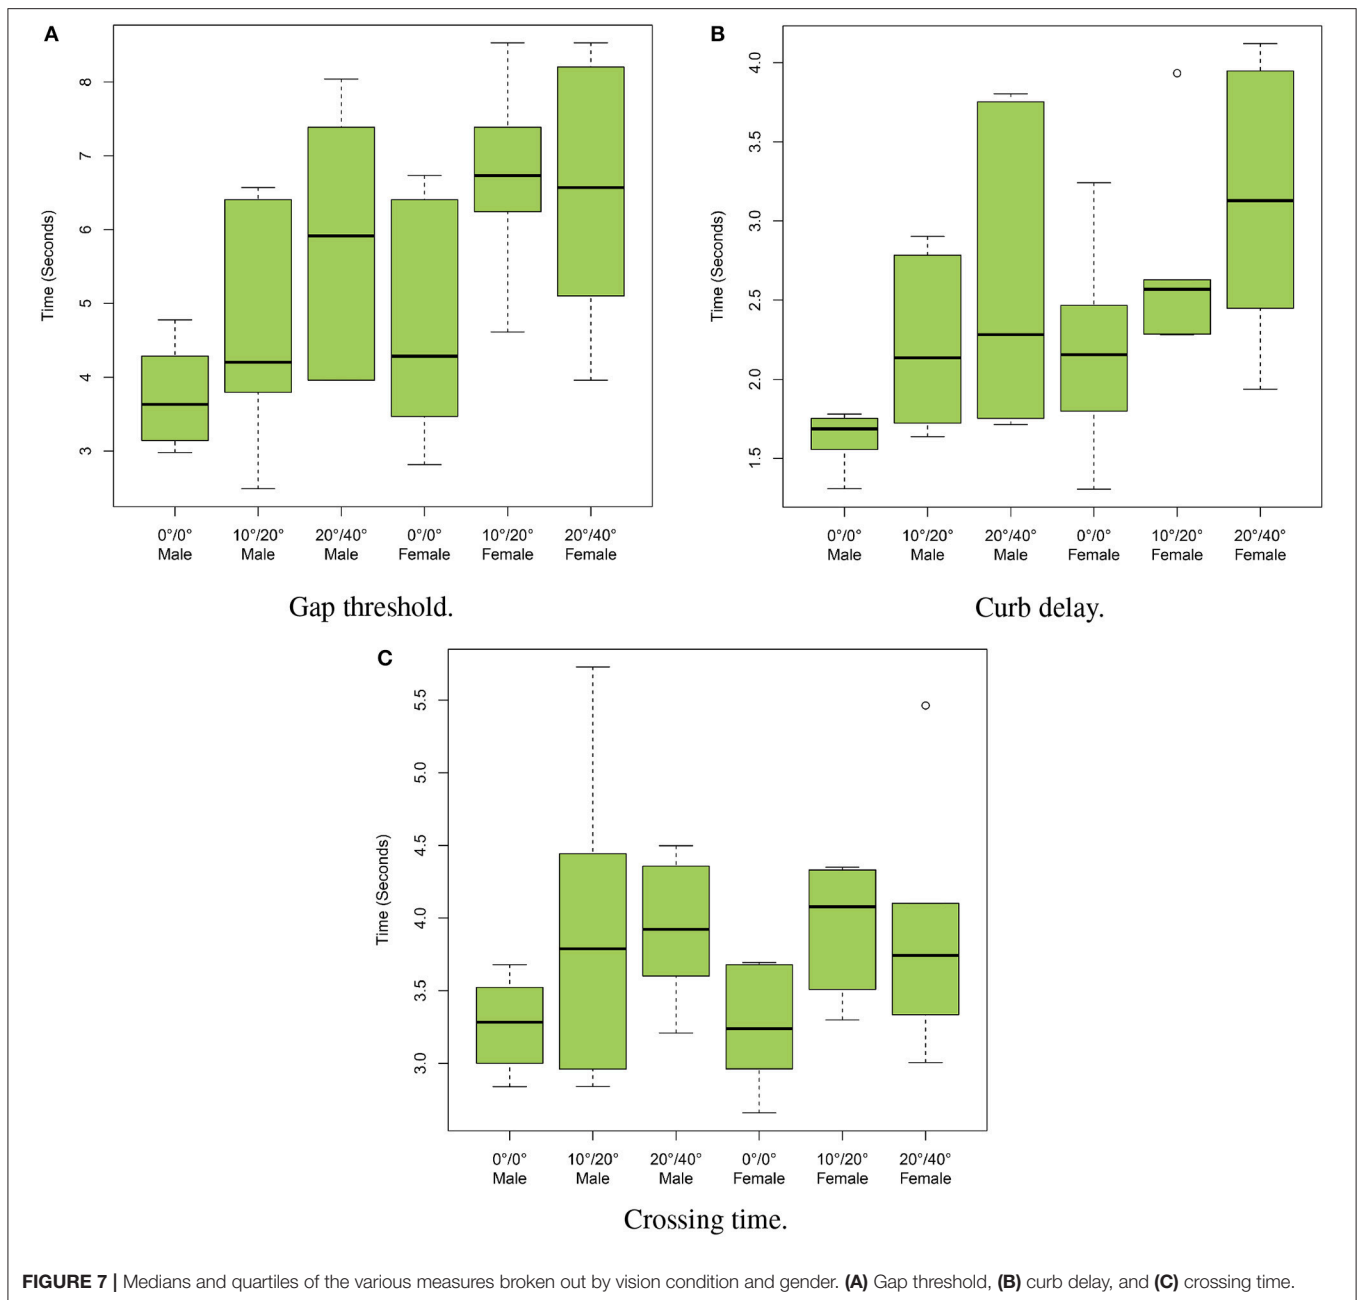 A
Time (Seconds)
8
7
6
5
4
3
0°/0° 10°/20° 20°/40° 0°/0° 10°/20° 20°/40°
Male Male Male Female Female Female
Gap threshold.
B
Time (Seconds)
4.0
3.5
3.0
2.5
2.0
1.5
0°/0° 10°/20° 20°/40° 0°/0° 10°/20° 20°/40°
Male Male Male Female Female Female
Curb delay.
C
Time (Seconds)
5.5
5.0
4.5
4.0
3.5
3.0
0°/0° 10°/20° 20°/40° 0°/0° 10°/20° 20°/40°
Male Male Male Female Female Female
Crossing time.
FIGURE 7 | Medians and quartiles of the various measures broken out by vision condition and gender. (A) Gap threshold, (B) curb delay, and (C) crossing time.